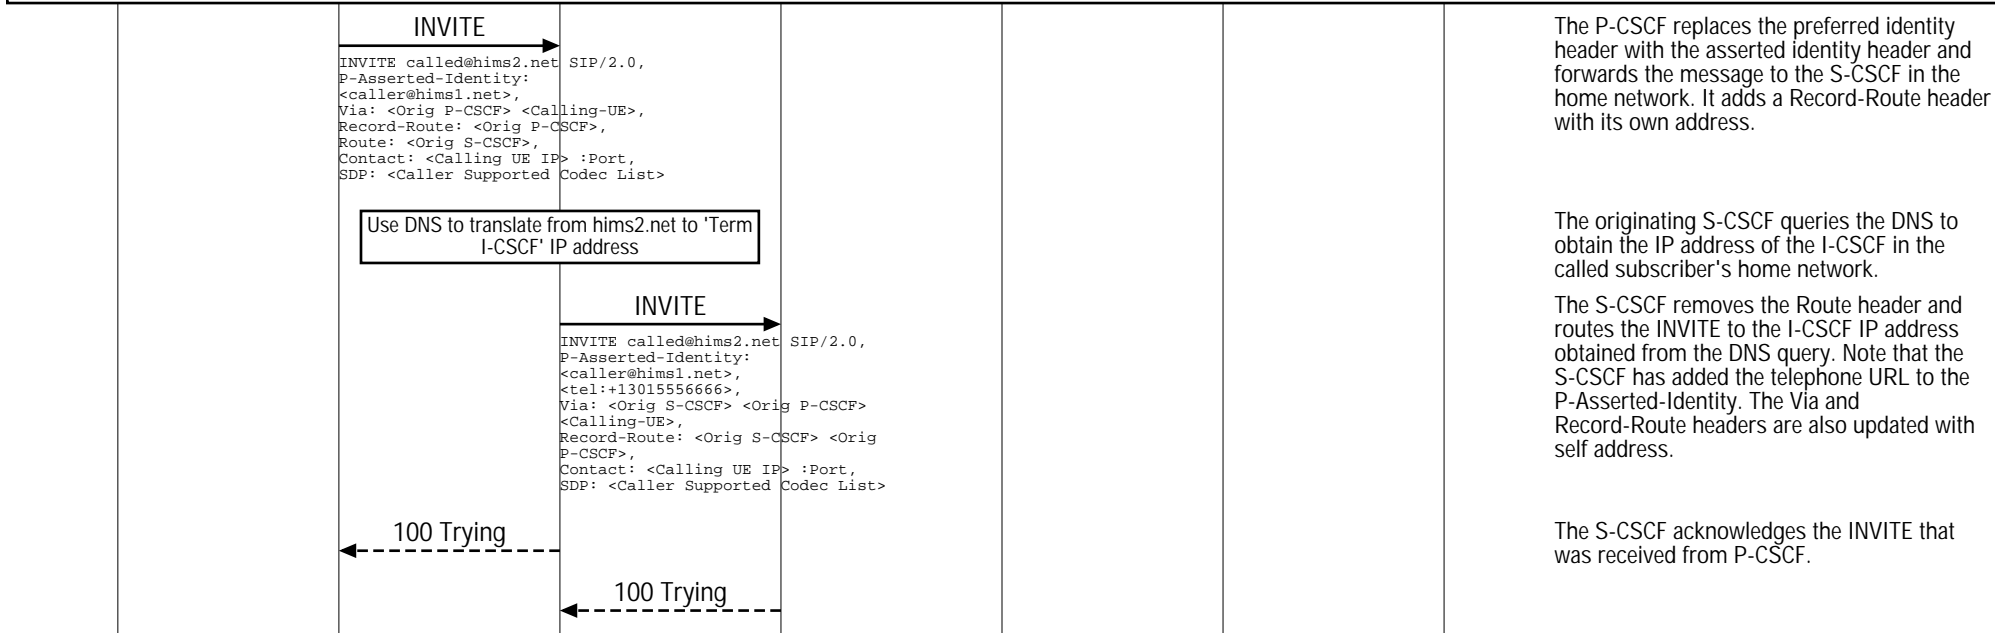 INVITE
INVITE called@hims2.net SIP/2.0,
P-Asserted-Identity:
<caller@hims1.net>,
Via: <Orig P-CSCF> <Calling-UE>,
Record-Route: <Orig P-CSCF>,
Route: <Orig S-CSCF>,
Contact: <Calling UE IP> :Port,
SDP: <Caller Supported Codec List>
The P-CSCF replaces the preferred identity
header with the asserted identity header and
forwards the message to the S-CSCF in the
home network. It adds a Record-Route header
with its own address.
Use DNS to translate from hims2.net to 'Term
I-CSCF' IP address
The originating S-CSCF queries the DNS to
obtain the IP address of the I-CSCF in the
called subscriber's home network.
INVITE
INVITE called@hims2.net SIP/2.0,
P-Asserted-Identity:
<caller@hims1.net>,
<tel:+13015556666>,
Via: <Orig S-CSCF> <Orig P-CSCF>
<Calling-UE>,
Record-Route: <Orig S-CSCF> <Orig
P-CSCF>,
Contact: <Calling UE IP> :Port,
SDP: <Caller Supported Codec List>
The S-CSCF removes the Route header and
routes the INVITE to the I-CSCF IP address
obtained from the DNS query. Note that the
S-CSCF has added the telephone URL to the
P-Asserted-Identity. The Via and
Record-Route headers are also updated with
self address.
100 Trying
The S-CSCF acknowledges the INVITE that
was received from P-CSCF.
100 Trying